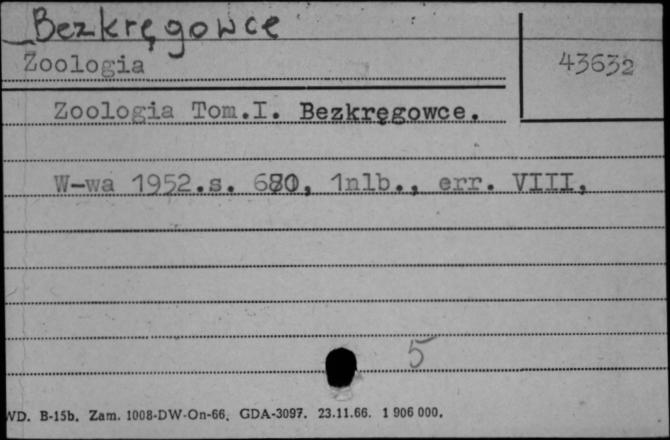 Bezkręgowce
Zoologia
43632
Zoologia Tom.I. Bezkręgowce.
W-wa 1952.s. 680, 1nlb., err. VIII,
5
WD. B-15b. Zam. 1008-DW-On-66. GDA-3097. 23.11.66. 1 906 000.